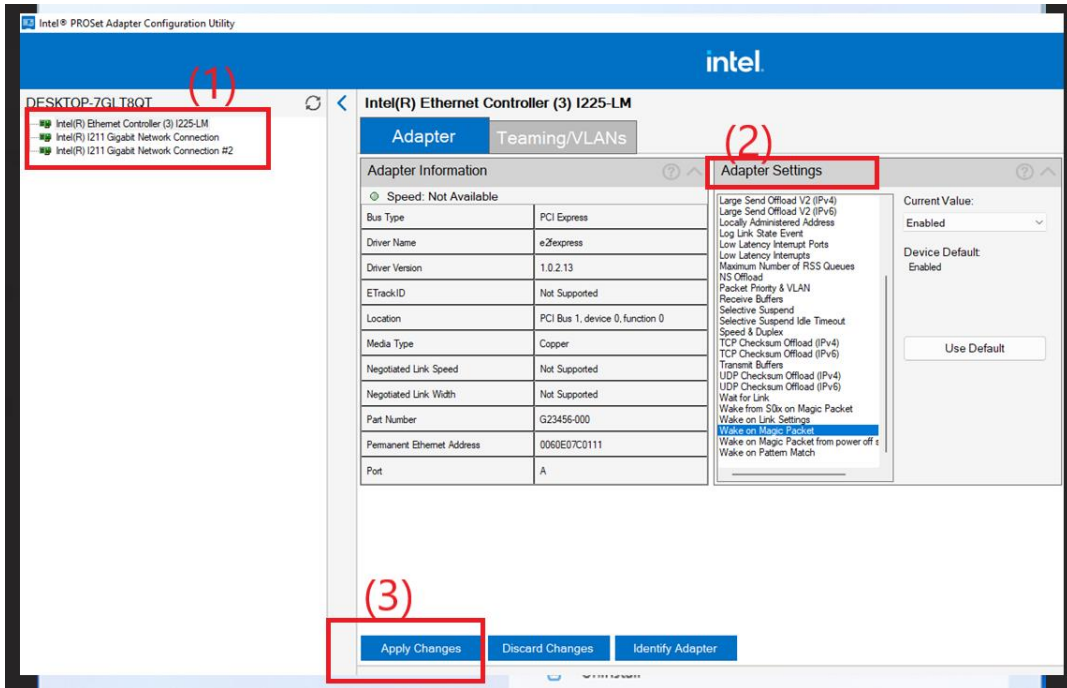 Intel® PROSet Adapter Configuration Utility
intel.
(1)
DESKTOP-7GLT8QT
Intel(R) Ethernet Controller (3) I225-LM
Intel(R) I211 Gigabit Network Connection
Intel(R) I211 Gigabit Network Connection #2
Intel(R) Ethernet Controller (3) I225-LM
Adapter
Teaming/VLANs
Adapter Information
Speed: Not Available
Bus Type PCI Express
Driver Name e2fexpress
Driver Version 1.0.2.13
ETrackID Not Supported
Location PCI Bus 1, device 0, function 0
Media Type Copper
Negotiated Link Speed Not Supported
Negotiated Link Width Not Supported
Part Number G23456-000
Permanent Ethernet Address 0060E07C0111
Port A
(2)
Adapter Settings
Large Send Offload V2 (IPv4)
Large Send Offload V2 (IPv6)
Locally Administered Address
Log Link State Event
Low Latency Interrupt Ports
Low Latency Interrupts
Maximum Number of RSS Queues
NS Offload
Packet Priority & VLAN
Receive Buffers
Selective Suspend
Selective Suspend Idle Timeout
Speed & Duplex
TCP Checksum Offload (IPv4)
TCP Checksum Offload (IPv6)
Transmit Buffers
UDP Checksum Offload (IPv4)
UDP Checksum Offload (IPv6)
Wait for Link
Wake from S0ix on Magic Packet
Wake on Link Settings
Wake on Magic Packet
Wake on Magic Packet from power off s
Wake on Pattern Match
Current Value:
Enabled
Device Default:
Enabled
Use Default
(3)
Apply Changes
Discard Changes
Identify Adapter
Uninstall